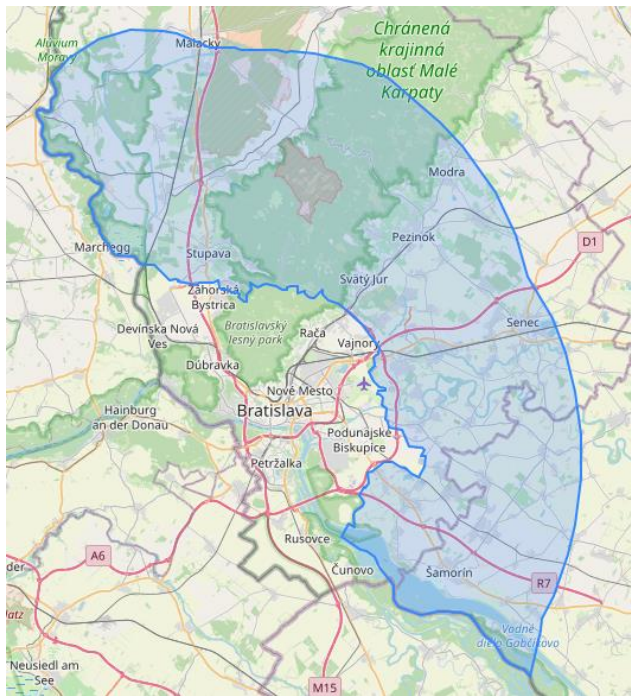 Chránená
krajinná
oblasť Malé
Karpaty
Aluvium
Moravy
Malacky
Modra
Pezinok
D1
Marchegg
Stupava
Svätý Jur
Záhorská
Bystrica
Senec
Devínska Nová
Ves
Bratislavský
lesný park
Rača
Vajnory
Dúbravka
Nové Mesto
Hainburg
an der Donau
Bratislava
Podunajské
Biskupice
Petržalka
Rusovce
A6
Čunovo
Šamorín
R7
Vodné
dielo Gabčíkovo
Neusiedl am
See
M15